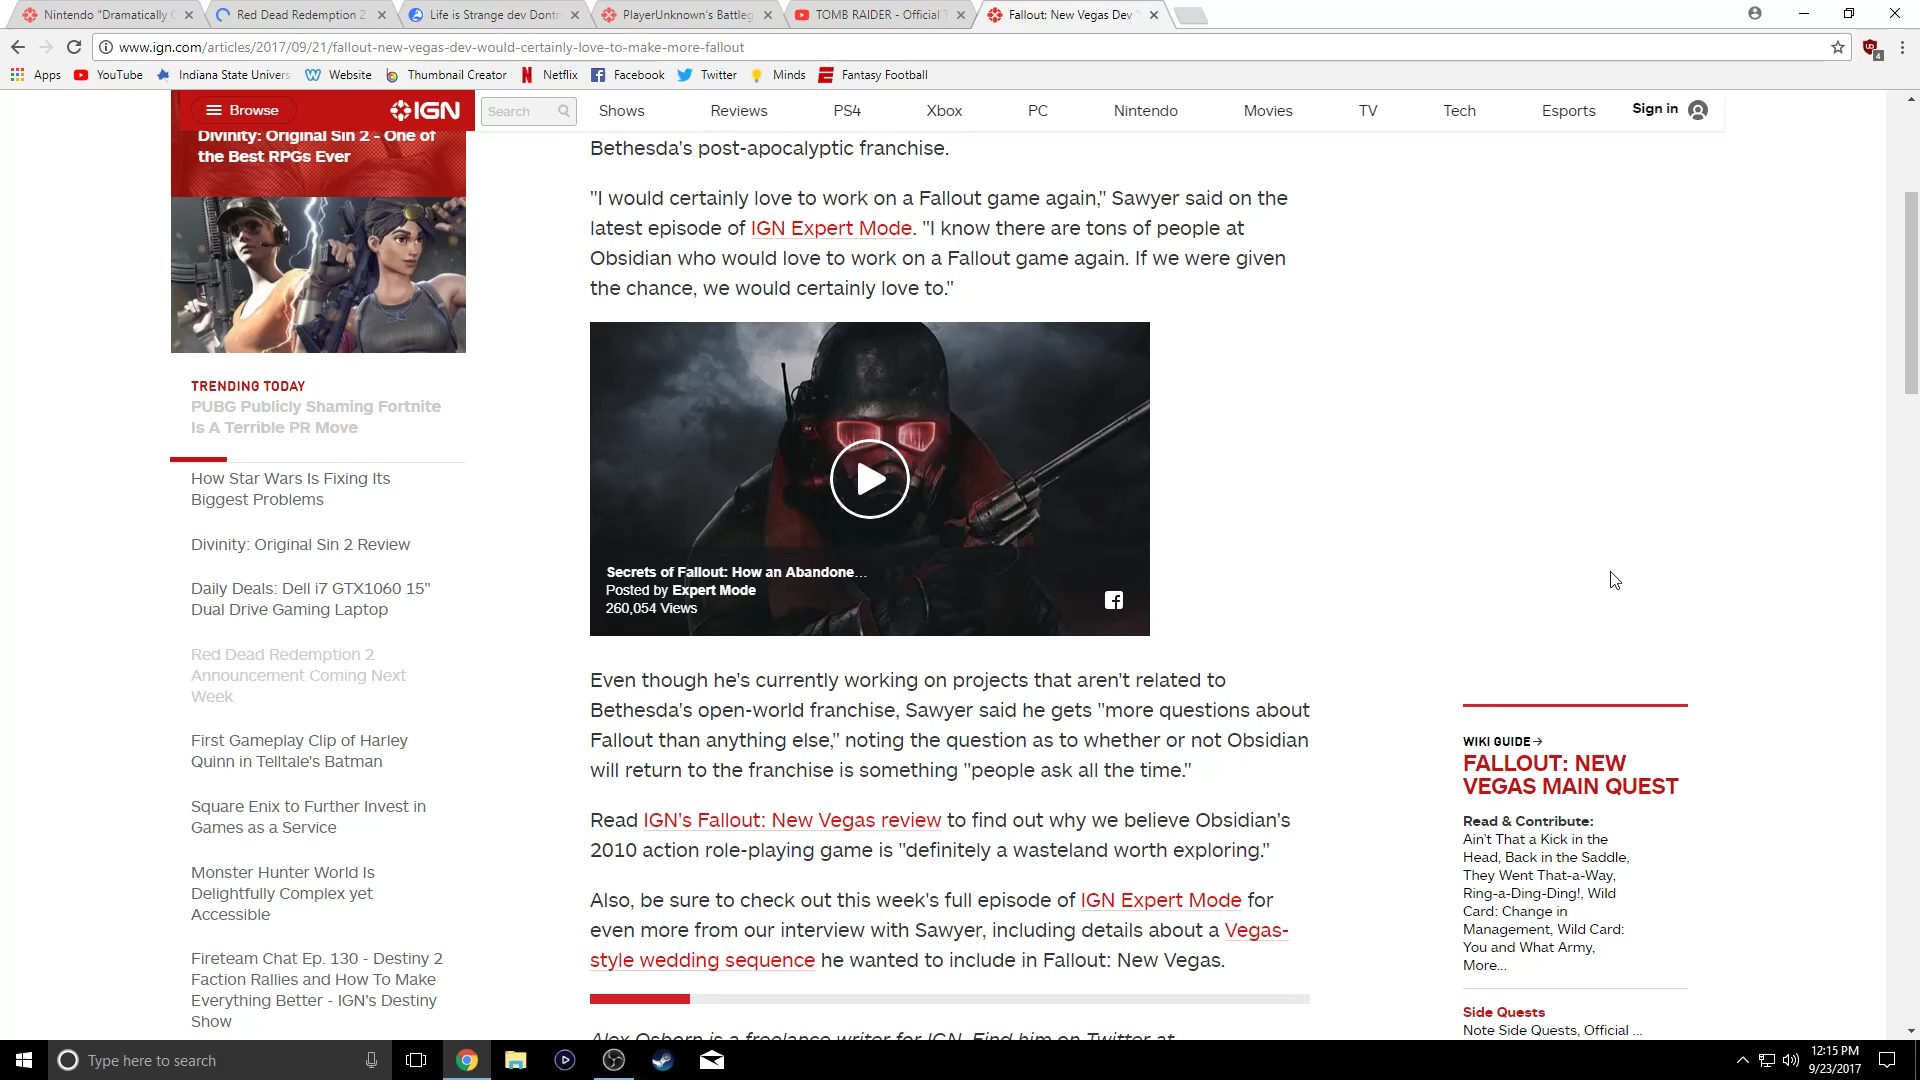 Nintendo "Dramatically
Red Dead Redemption 2
Life is Strange dev Dontn
PlayerUnknown's Battleg
TOMB RAIDER - Official
Fallout: New Vegas Dev
www.ign.com/articles/2017/09/21/fallout-new-vegas-dev-would-certainly-love-to-make-more-fallout
4
Apps
YouTube
Indiana State Univers
Website
Thumbnail Creator
Netflix
Facebook
Twitter
Minds
Fantasy Football
Browse
IGN
Search
Shows
Reviews
PS4
Xbox
PC
Nintendo
Movies
TV
Tech
Esports
Sign in
Divinity: Original Sin 2 - One of
the Best RPGs Ever
TRENDING TODAY
PUBG Publicly Shaming Fortnite
Is A Terrible PR Move
How Star Wars Is Fixing Its
Biggest Problems
Divinity: Original Sin 2 Review
Daily Deals: Dell i7 GTX1060 15"
Dual Drive Gaming Laptop
Red Dead Redemption 2
Announcement Coming Next
Week
First Gameplay Clip of Harley
Quinn in Telltale's Batman
Square Enix to Further Invest in
Games as a Service
Monster Hunter World Is
Delightfully Complex yet
Accessible
Fireteam Chat Ep. 130 - Destiny 2
Faction Rallies and How To Make
Everything Better - IGN's Destiny
Show
Bethesda's post-apocalyptic franchise.
"I would certainly love to work on a Fallout game again," Sawyer said on the
latest episode of IGN Expert Mode. "I know there are tons of people at
Obsidian who would love to work on a Fallout game again. If we were given
the chance, we would certainly love to."
Secrets of Fallout: How an Abandone...
Posted by Expert Mode
260,054 Views
Even though he's currently working on projects that aren't related to
Bethesda's open-world franchise, Sawyer said he gets "more questions about
Fallout than anything else," noting the question as to whether or not Obsidian
will return to the franchise is something "people ask all the time."
Read IGN's Fallout: New Vegas review to find out why we believe Obsidian's
2010 action role-playing game is "definitely a wasteland worth exploring."
Also, be sure to check out this week's full episode of IGN Expert Mode for
even more from our interview with Sawyer, including details about a Vegas-
style wedding sequence he wanted to include in Fallout: New Vegas.
Alex Osborn is a freelance writer for IGN. Find him on Twitter at
WIKI GUIDE
FALLOUT: NEW
VEGAS MAIN QUEST
Read & Contribute:
Ain't That a Kick in the
Head, Back in the Saddle,
They Went That-a-Way,
Ring-a-Ding-Ding!, Wild
Card: Change in
Management, Wild Card:
You and What Army,
More...
Side Quests
Note Side Quests, Official ...
Type here to search
12:15 PM
9/23/2017